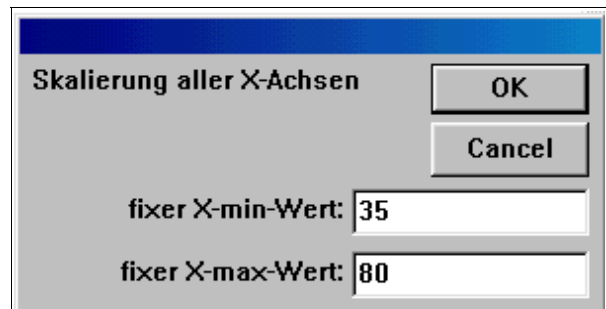 Skalierung aller X-Achsen
OK
Cancel
fixer X-min-Wert: 35
fixer X-max-Wert: 80